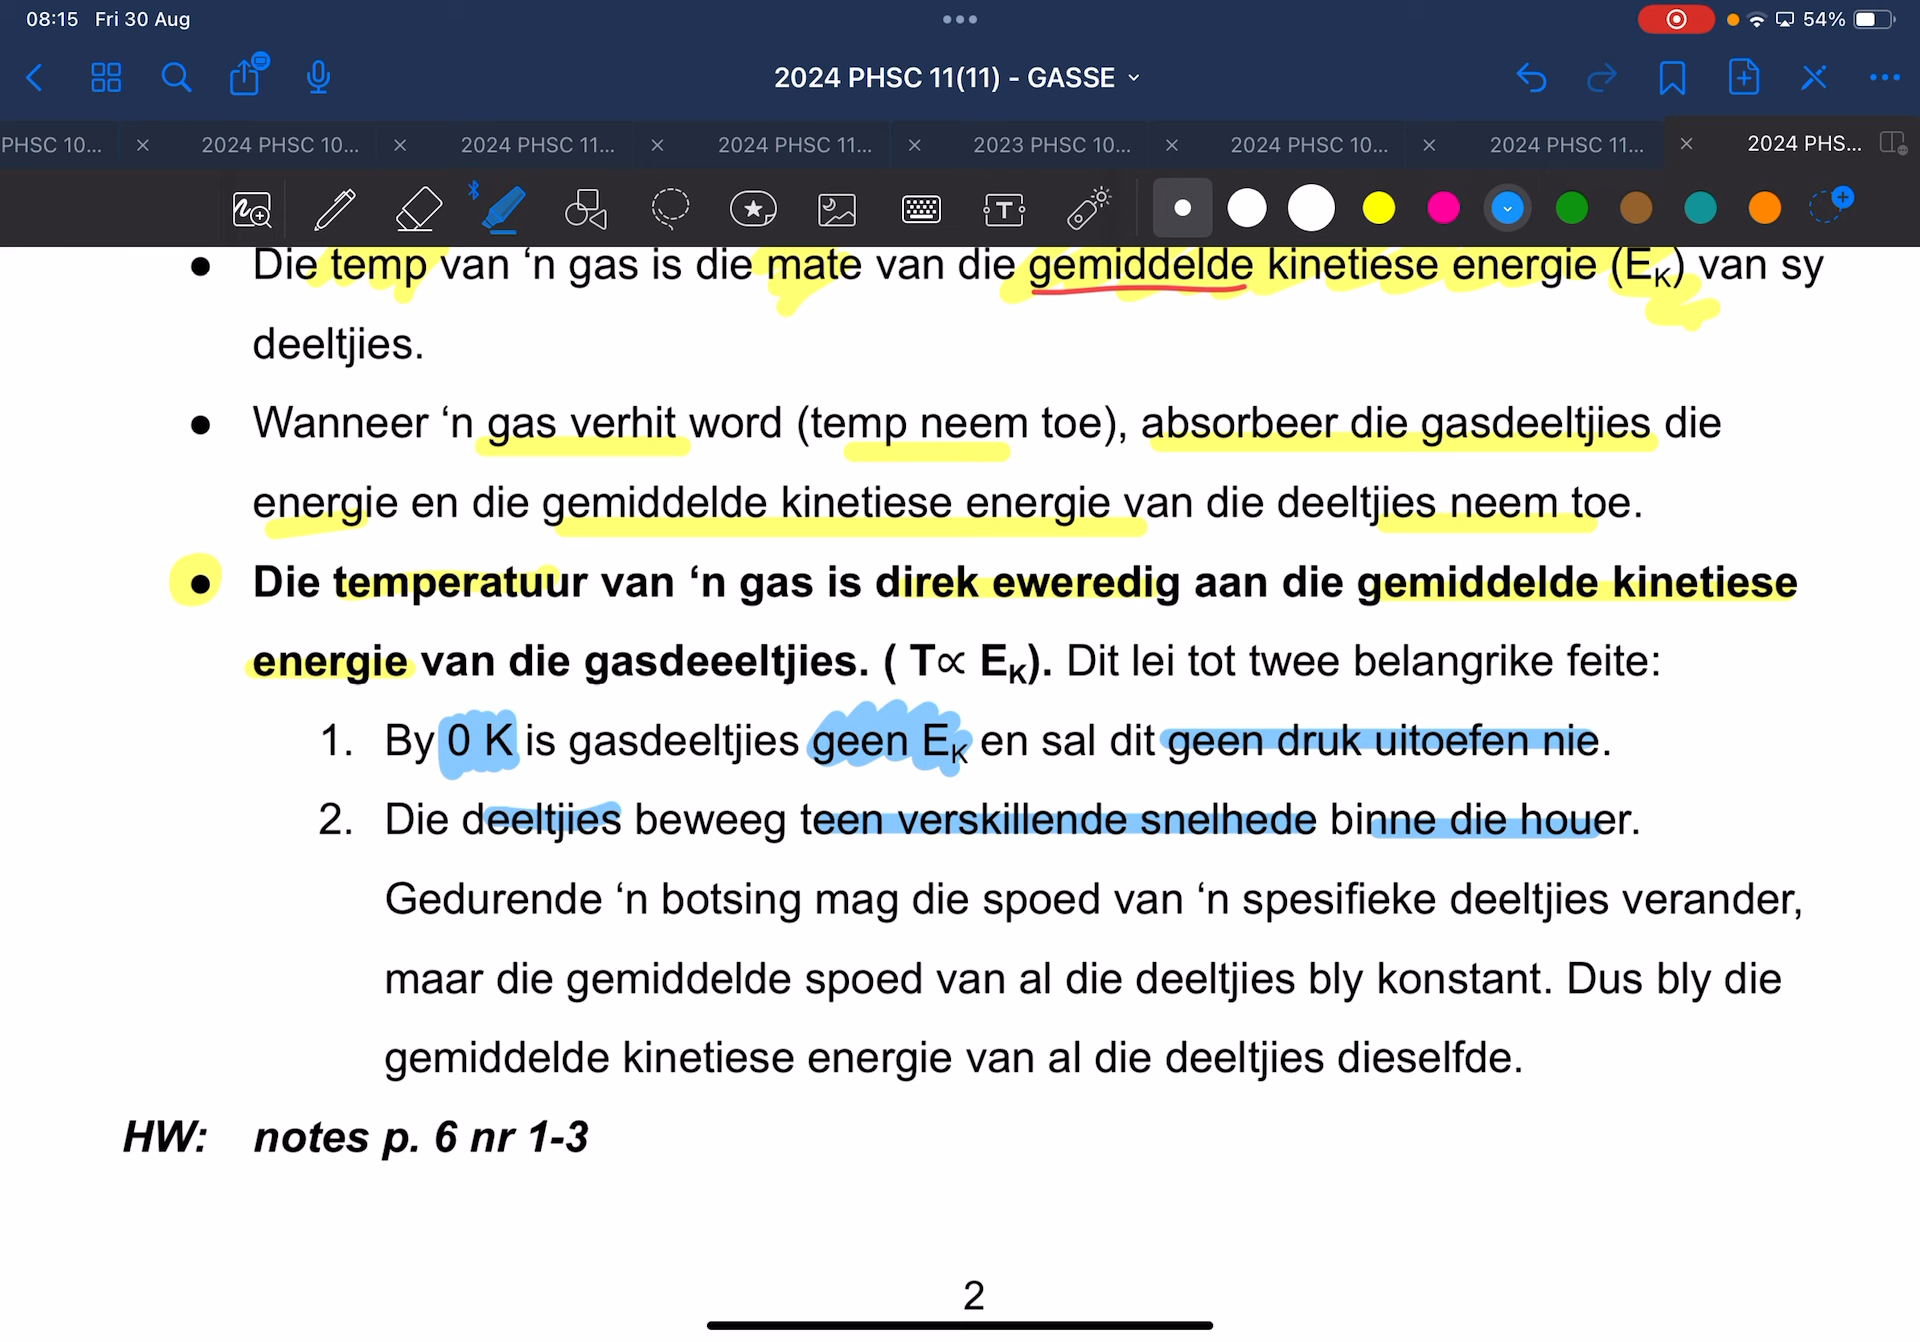 08:15 Fri 30 Aug
54%
2024 PHSC 11(11) - GASSE
PHSC 10... 2024 PHSC 10... 2024 PHSC 11... 2024 PHSC 11... 2023 PHSC 10... 2024 PHSC 10... 2024 PHSC 11... 2024 PHS...
• Die temp van ‘n gas is die mate van die gemiddelde kinetiese energie (EK) van sy
deeltjies.
• Wanneer ‘n gas verhit word (temp neem toe), absorbeer die gasdeeltjies die
energie en die gemiddelde kinetiese energie van die deeltjies neem toe.
• Die temperatuur van ‘n gas is direk eweredig aan die gemiddelde kinetiese
energie van die gasdeeeltjies. ( T∝ EK). Dit lei tot twee belangrike feite:
1. By 0 K is gasdeeltjies geen EK en sal dit geen druk uitoefen nie.
2. Die deeltjies beweeg teen verskillende snelhede binne die houer.
Gedurende ‘n botsing mag die spoed van ‘n spesifieke deeltjies verander,
maar die gemiddelde spoed van al die deeltjies bly konstant. Dus bly die
gemiddelde kinetiese energie van al die deeltjies dieselfde.
HW: notes p. 6 nr 1-3
2